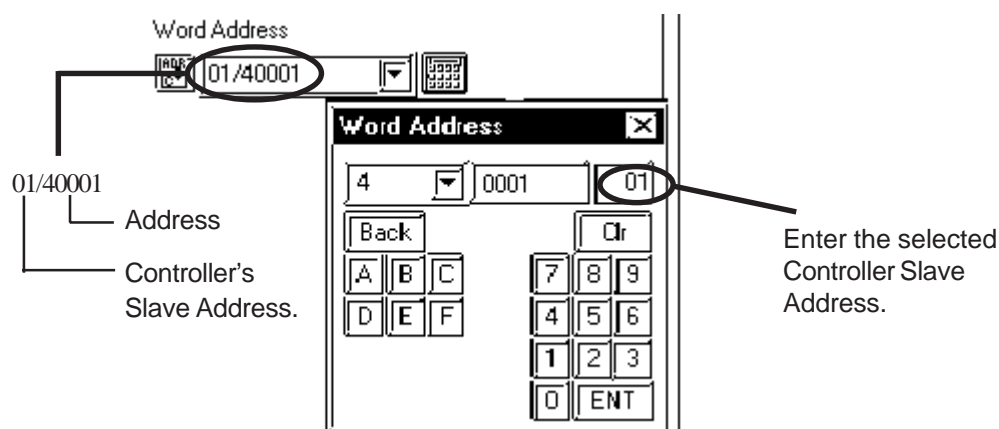 Word Address
ADR
C
01/40001
Word Address
4 0001 01
Back Clr
A B C 7 8 9
D E F 4 5 6
1 2 3
0 ENT
01/40001
Address
Controller's
Slave Address.
Enter the selected
Controller Slave
Address.